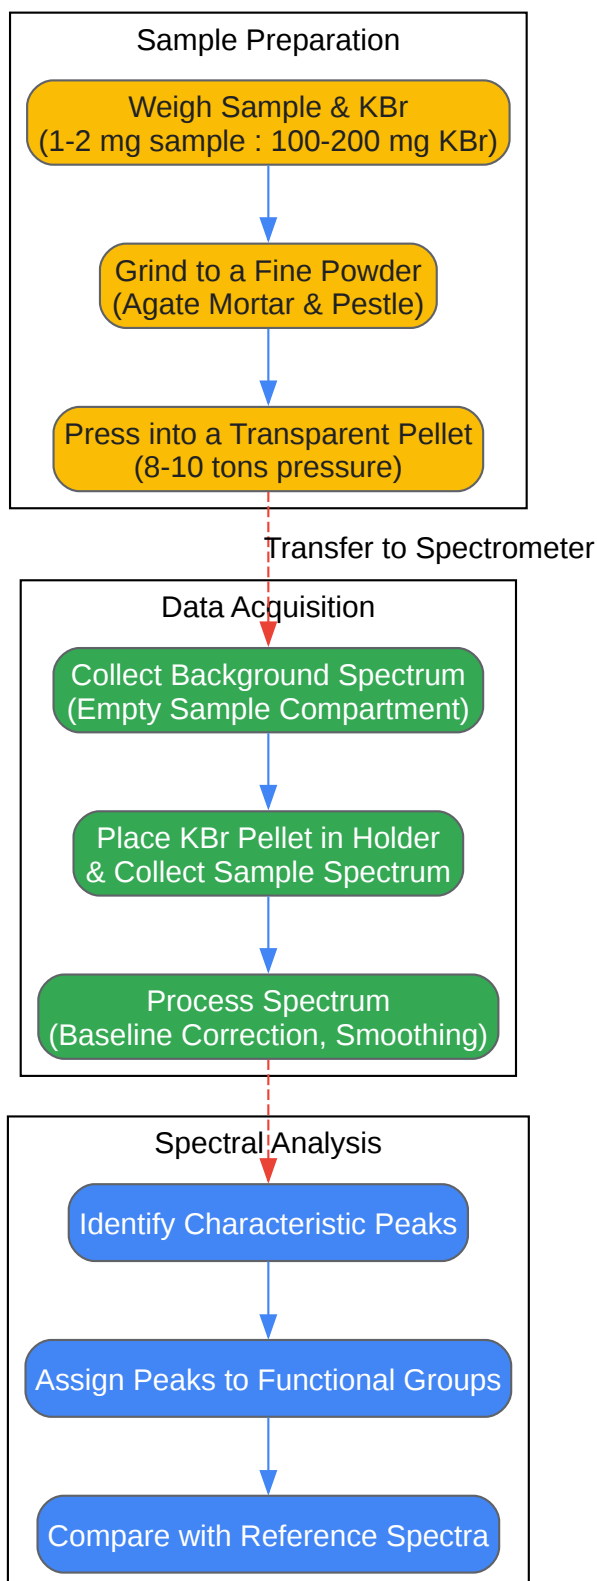 Sample Preparation
Weigh Sample & KBr
(1-2 mg sample : 100-200 mg KBr)
Grind to a Fine Powder
(Agate Mortar & Pestle)
Press into a Transparent Pellet
(8-10 tons pressure)
Transfer to Spectrometer
Data Acquisition
Collect Background Spectrum
(Empty Sample Compartment)
Place KBr Pellet in Holder
& Collect Sample Spectrum
Process Spectrum
(Baseline Correction, Smoothing)
Spectral Analysis
Identify Characteristic Peaks
Assign Peaks to Functional Groups
Compare with Reference Spectra